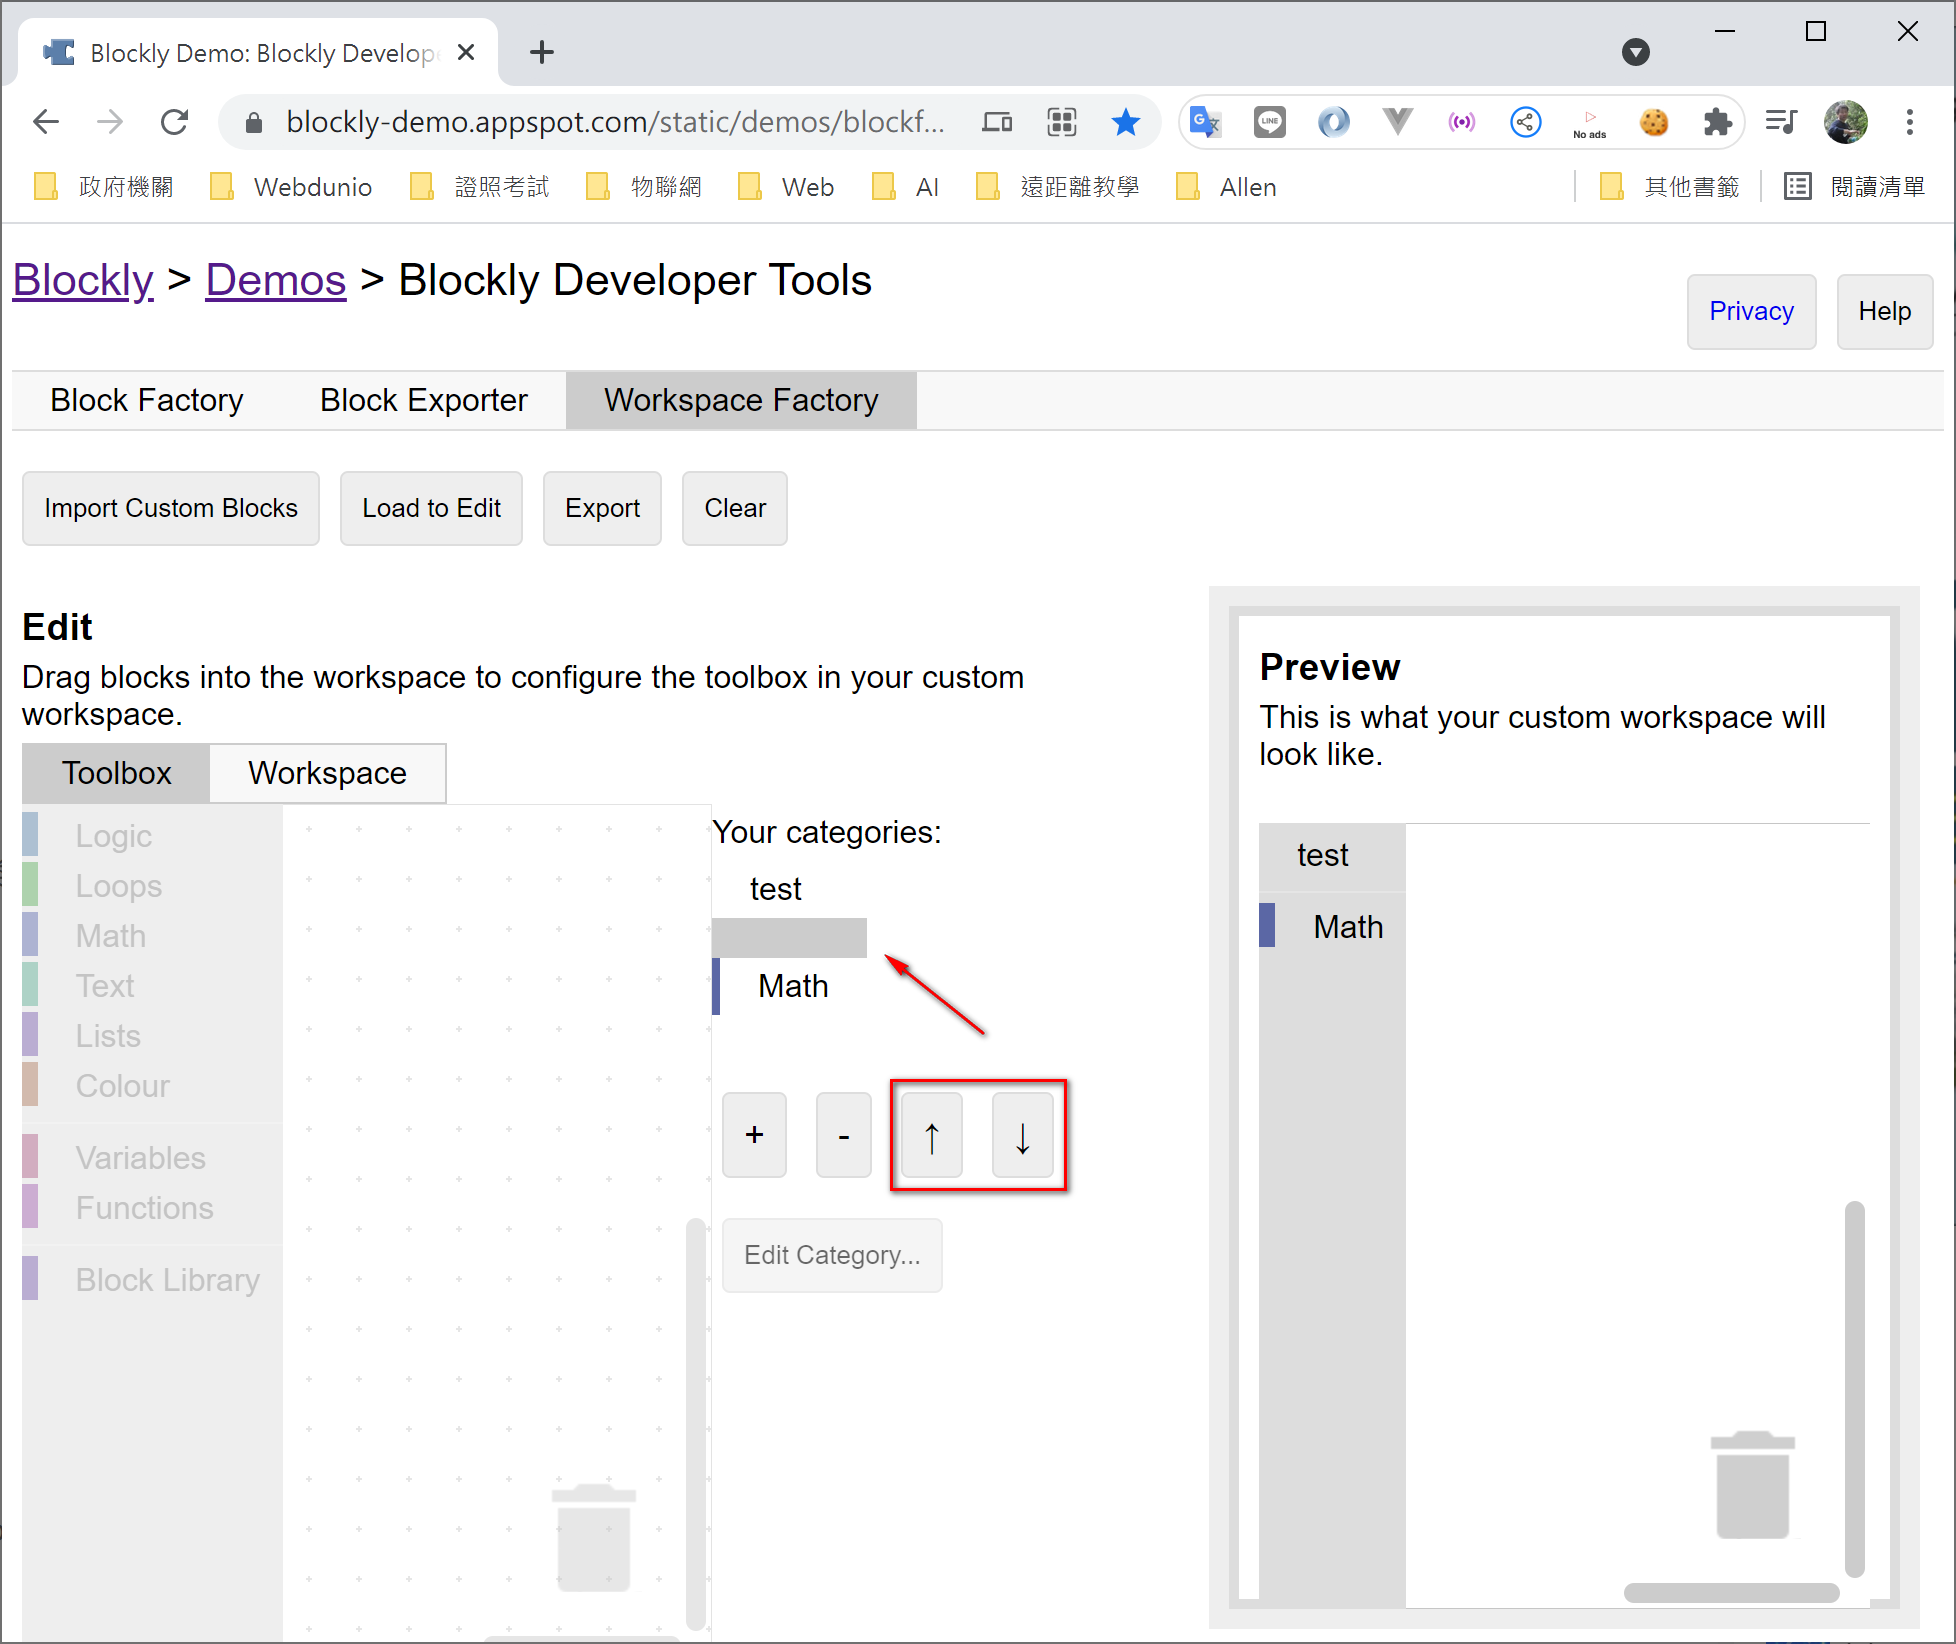 Blockly Demo: Blockly Develop
blockly-demo.appspot.com/static/demos/blockf...
LINE
No ads
政府機關
Webdunio
證照考試
物聯網
Web
AI
遠距離教學
Allen
其他書籤
閱讀清單
Blockly > Demos > Blockly Developer Tools
Privacy
Help
Block Factory
Block Exporter
Workspace Factory
Import Custom Blocks
Load to Edit
Export
Clear
Edit
Drag blocks into the workspace to configure the toolbox in your custom
workspace.
Toolbox
Workspace
Logic
Loops
Math
Text
Lists
Colour
Variables
Functions
Block Library
Your categories:
test
Math
+
-
↑
↓
Edit Category...
Preview
This is what your custom workspace will
look like.
test
Math